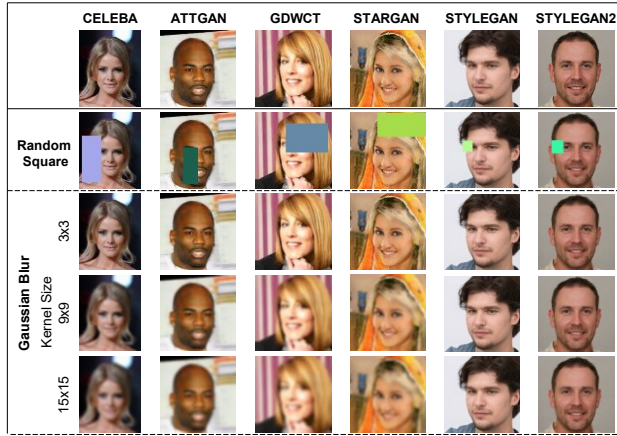 CELEBA ATTGAN GDWCT STARGAN STYLEGAN STYLEGAN2
Random
Square
Gaussian Blur
Kernel Size
3x3
9x9
15x15